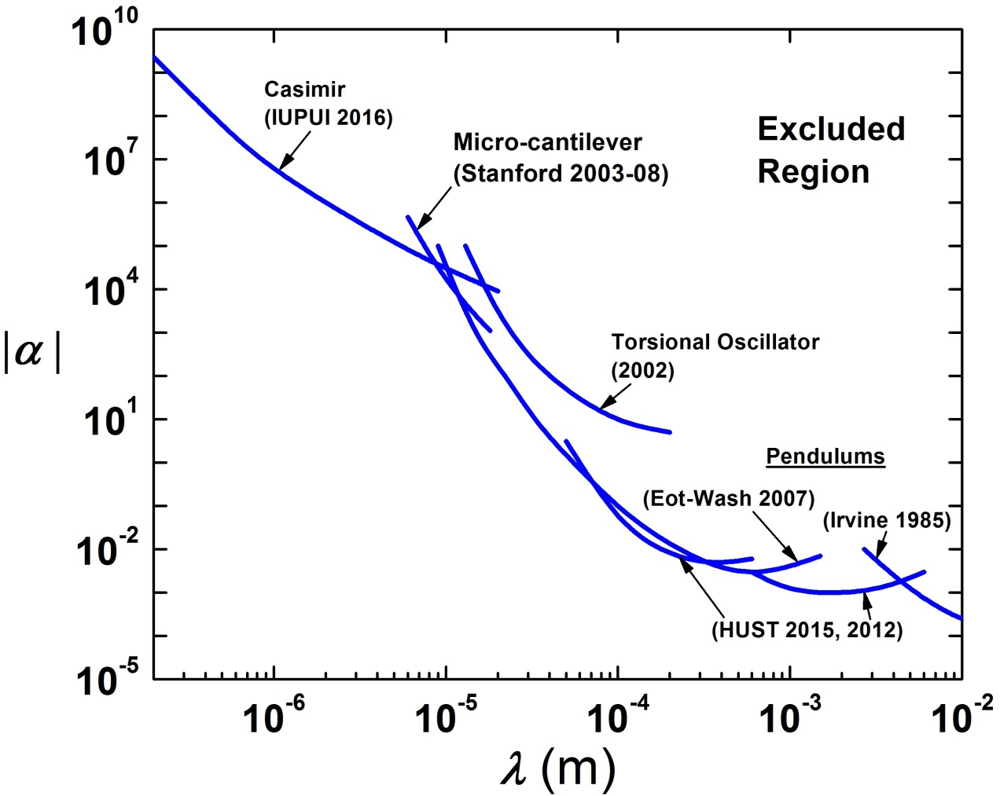 10^10
10^7
10^4
10^1
10^-2
10^-5
|α|
Casimir
(IUPUI 2016)
Micro-cantilever
(Stanford 2003-08)
Excluded
Region
Torsional Oscillator
(2002)
Pendulums
(Eot-Wash 2007)
(Irvine 1985)
(HUST 2015, 2012)
10^-6 10^-5 10^-4 10^-3 10^-2
λ (m)